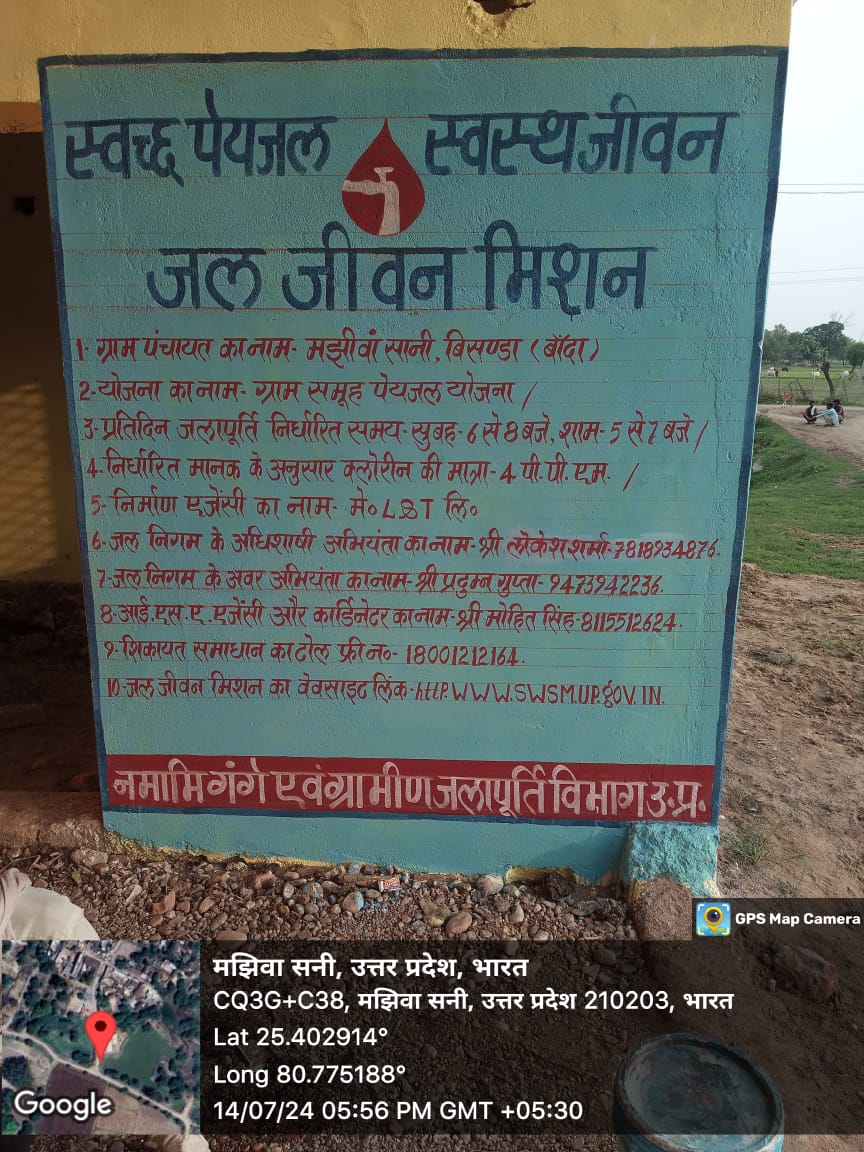 स्वच्छ पेयजल स्वस्थ जीवन
जल जीवन मिशन
1- ग्राम पंचायत का नाम- मझीवां सानी, बिसण्डा (बाँदा)
2- योजना का नाम- ग्राम समूह पेयजल योजना /
3- प्रतिदिन जलापूर्ति निर्धारित समय- सुबह- 6 से 8 बजे, शाम- 5 से 7 बजे /
4- निर्धारित मानक के अनुसार क्लोरीन की मात्रा- 4 पी.पी.एम. /
5- निर्माण एजेंसी का नाम- मे० L&T लि०
6- जल निगम के अधिशाषी अभियंता का नाम- श्री लोकेश शर्मा- 7818934876.
7- जल निगम के अवर अभियंता का नाम- श्री प्रदुम्न गुप्ता- 9473942236.
8- आई.एस.ए. एजेंसी और कार्डिनेटर का नाम- श्री मोहित सिंह- 8115512624.
9- शिकायत समाधान का टोल फ्री न०- 18001212164.
10- जल जीवन मिशन का वेवसाइट लिंक- http.WWW.SWSM.UP.gOV.IN.
नमामि गंगे एवं ग्रामीण जलापूर्ति विभाग उ.प्र.
GPS Map Camera
मझिवा सनी, उत्तर प्रदेश, भारत
CQ3G+C38, मझिवा सनी, उत्तर प्रदेश 210203, भारत
Lat 25.402914°
Long 80.775188°
14/07/24 05:56 PM GMT +05:30
Google